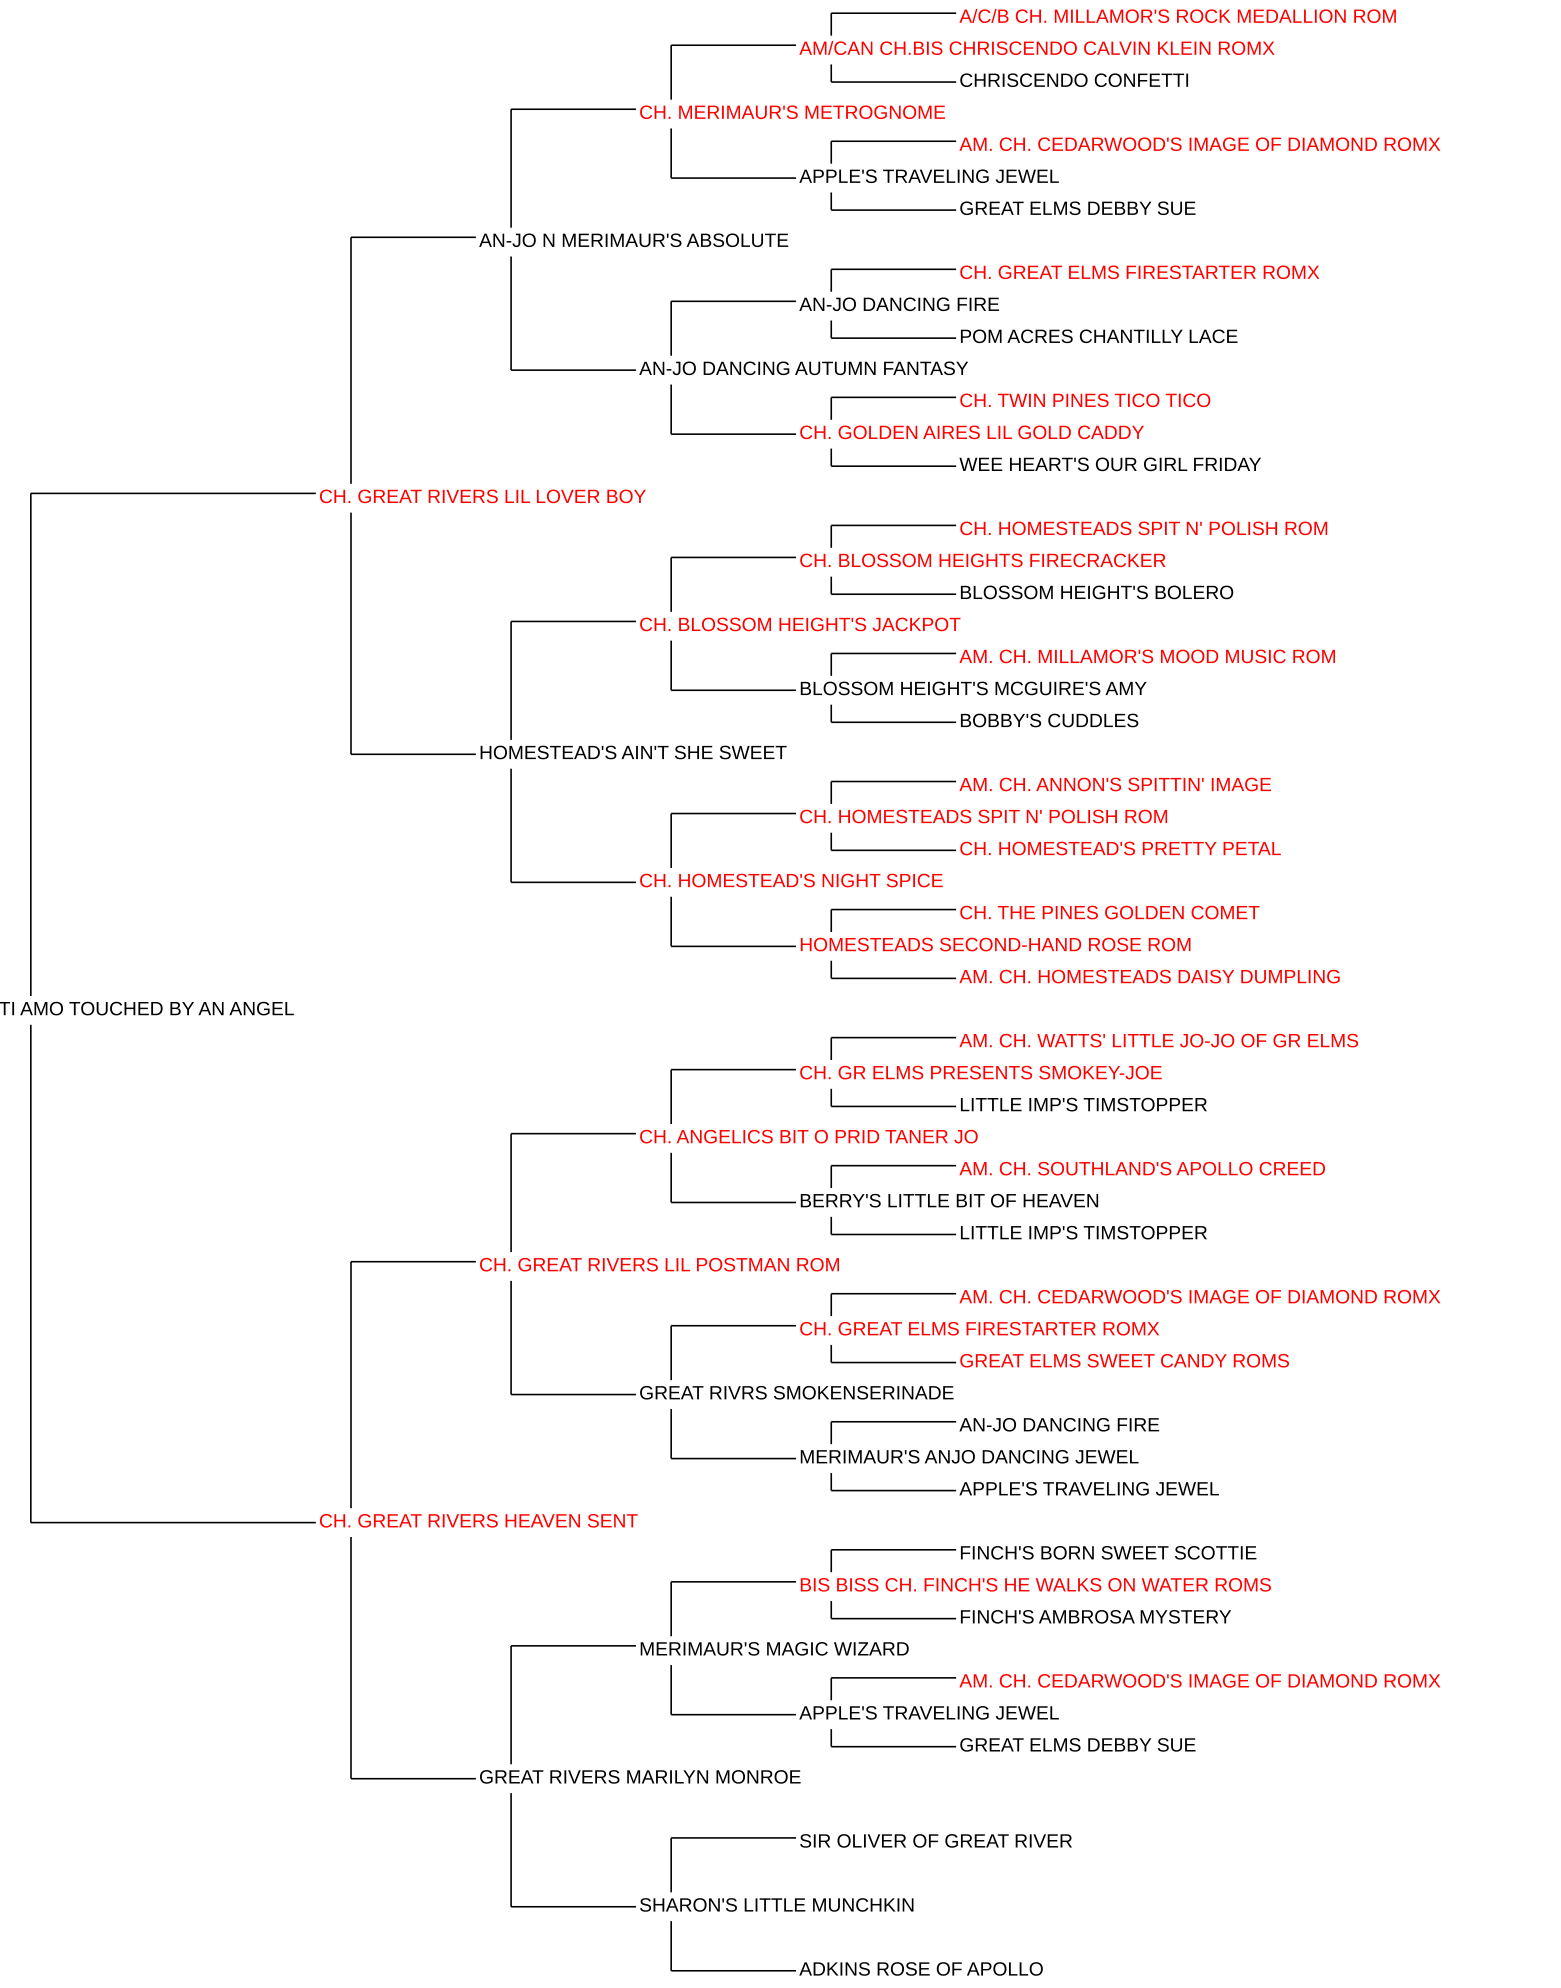 A/C/B CH. MILLAMOR'S ROCK MEDALLION ROM
AM/CAN CH.BIS CHRISCENDO CALVIN KLEIN ROMX
CHRISCENDO CONFETTI
CH. MERIMAUR'S METROGNOME
AM. CH. CEDARWOOD'S IMAGE OF DIAMOND ROMX
APPLE'S TRAVELING JEWEL
GREAT ELMS DEBBY SUE
AN-JO N MERIMAUR'S ABSOLUTE
CH. GREAT ELMS FIRESTARTER ROMX
AN-JO DANCING FIRE
POM ACRES CHANTILLY LACE
AN-JO DANCING AUTUMN FANTASY
CH. TWIN PINES TICO TICO
CH. GOLDEN AIRES LIL GOLD CADDY
WEE HEART'S OUR GIRL FRIDAY
CH. GREAT RIVERS LIL LOVER BOY
CH. HOMESTEADS SPIT N' POLISH ROM
CH. BLOSSOM HEIGHTS FIRECRACKER
BLOSSOM HEIGHT'S BOLERO
CH. BLOSSOM HEIGHT'S JACKPOT
AM. CH. MILLAMOR'S MOOD MUSIC ROM
BLOSSOM HEIGHT'S MCGUIRE'S AMY
BOBBY'S CUDDLES
HOMESTEAD'S AIN'T SHE SWEET
AM. CH. ANNON'S SPITTIN' IMAGE
CH. HOMESTEADS SPIT N' POLISH ROM
CH. HOMESTEAD'S PRETTY PETAL
CH. HOMESTEAD'S NIGHT SPICE
CH. THE PINES GOLDEN COMET
HOMESTEADS SECOND-HAND ROSE ROM
AM. CH. HOMESTEADS DAISY DUMPLING
TI AMO TOUCHED BY AN ANGEL
AM. CH. WATTS' LITTLE JO-JO OF GR ELMS
CH. GR ELMS PRESENTS SMOKEY-JOE
LITTLE IMP'S TIMSTOPPER
CH. ANGELICS BIT O PRID TANER JO
AM. CH. SOUTHLAND'S APOLLO CREED
BERRY'S LITTLE BIT OF HEAVEN
LITTLE IMP'S TIMSTOPPER
CH. GREAT RIVERS LIL POSTMAN ROM
AM. CH. CEDARWOOD'S IMAGE OF DIAMOND ROMX
CH. GREAT ELMS FIRESTARTER ROMX
GREAT ELMS SWEET CANDY ROMS
GREAT RIVRS SMOKENSERINADE
AN-JO DANCING FIRE
MERIMAUR'S ANJO DANCING JEWEL
APPLE'S TRAVELING JEWEL
CH. GREAT RIVERS HEAVEN SENT
FINCH'S BORN SWEET SCOTTIE
BIS BISS CH. FINCH'S HE WALKS ON WATER ROMS
FINCH'S AMBROSA MYSTERY
MERIMAUR'S MAGIC WIZARD
AM. CH. CEDARWOOD'S IMAGE OF DIAMOND ROMX
APPLE'S TRAVELING JEWEL
GREAT ELMS DEBBY SUE
GREAT RIVERS MARILYN MONROE
SIR OLIVER OF GREAT RIVER
SHARON'S LITTLE MUNCHKIN
ADKINS ROSE OF APOLLO